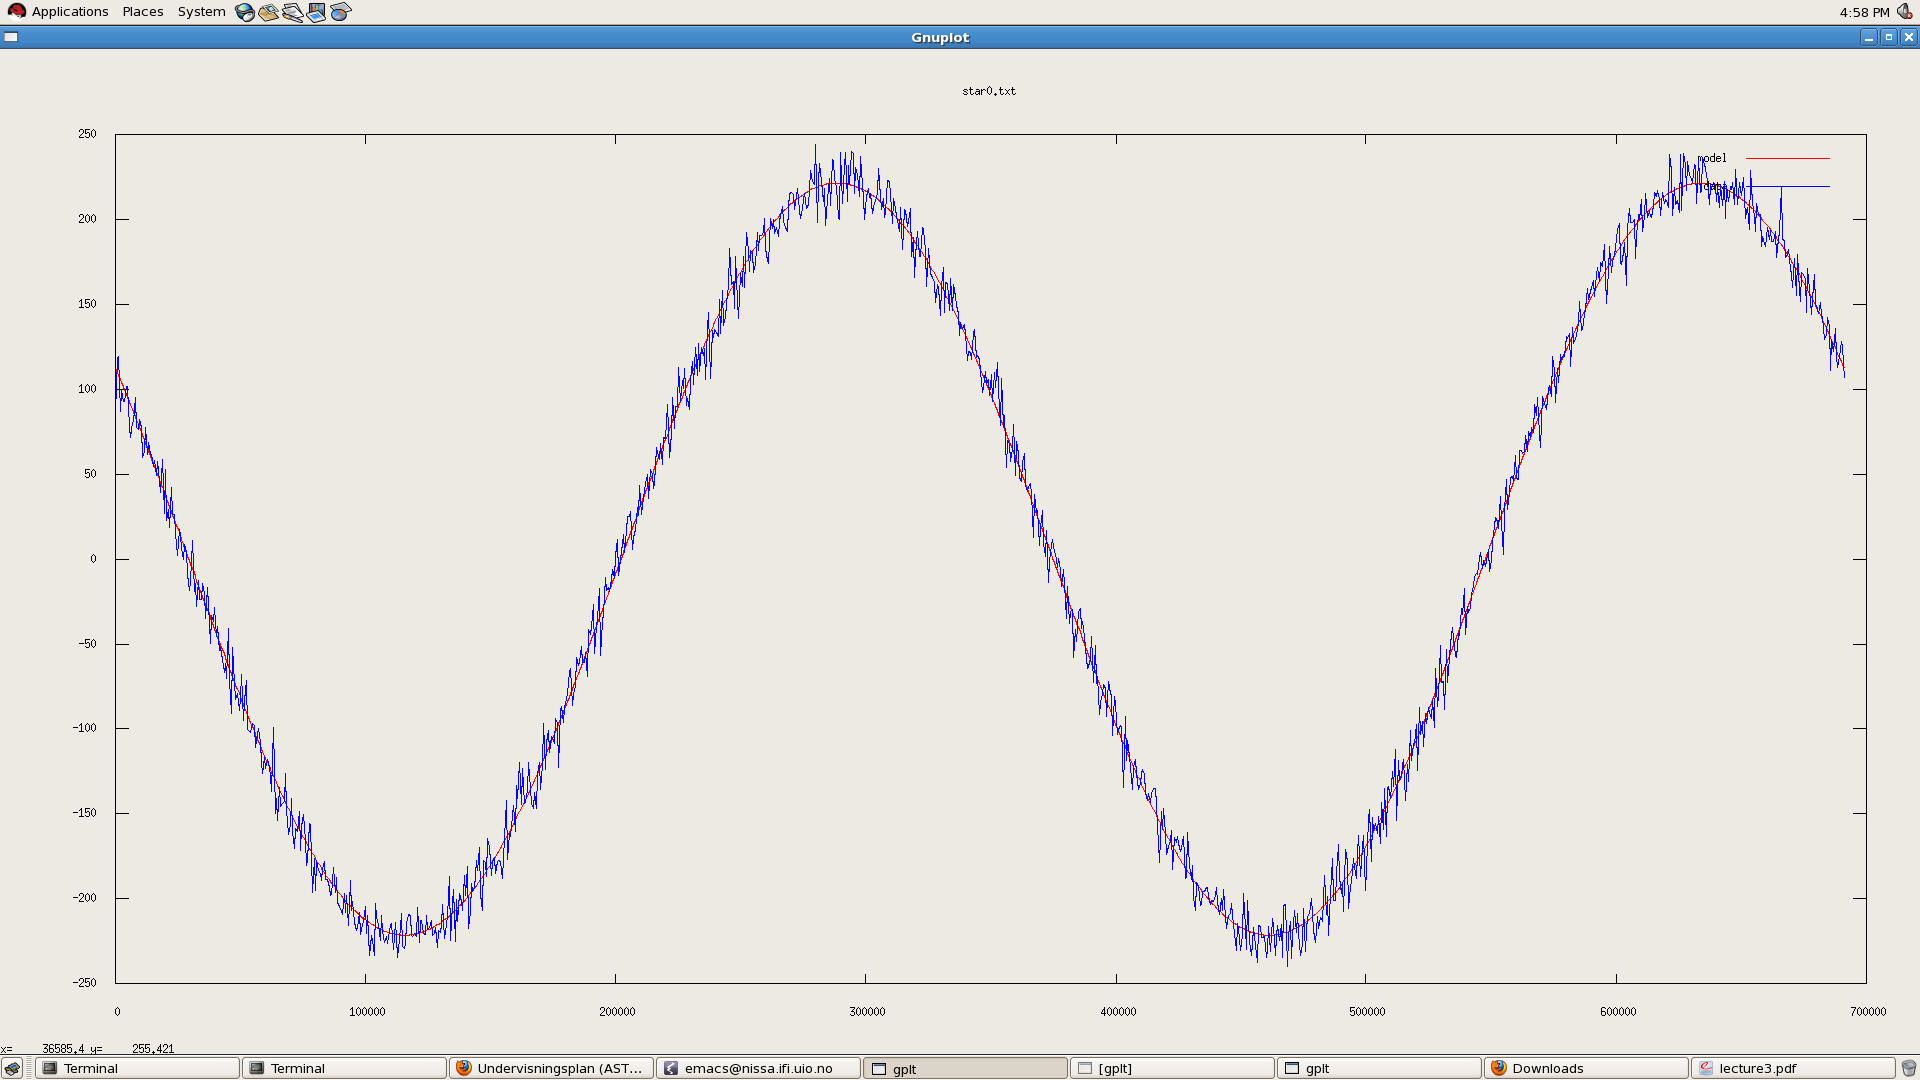 Applications Places System 4:58 PM
Gnuplot
star0.txt
250
200
150
100
50
0
-50
-100
-150
-200
-250
model
0 100000 200000 300000 400000 500000 600000 700000
x= 36585.4 y= 255.421
Terminal Terminal Undervisningsplan (AST... emacs@nissa.ifi.uio.no gplt [gplt] gplt Downloads lecture3.pdf